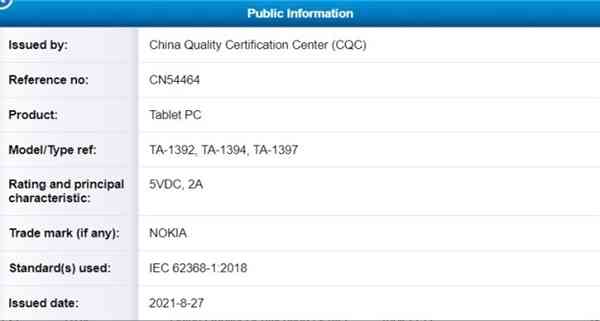 Public Information
Issued by: China Quality Certification Center (CQC)
Reference no: CN54464
Product: Tablet PC
Model/Type ref: TA-1392, TA-1394, TA-1397
Rating and principal 5VDC, 2A
characteristic:
Trade mark (if any): NOKIA
Standard(s) used: IEC 62368-1:2018
Issued date: 2021-8-27